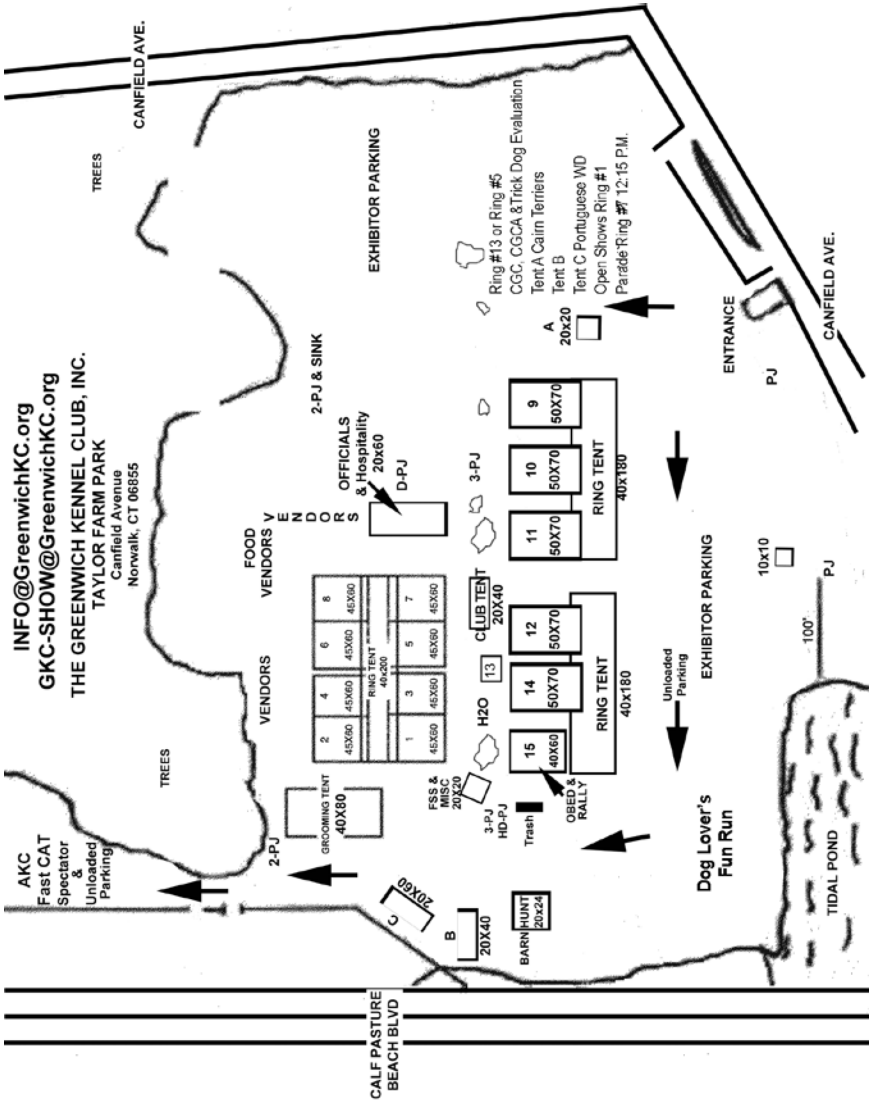 INFO@GreenwichKC.org
GKC-SHOW@GreenwichKC.org
THE GREENWICH KENNEL CLUB, INC.
TAYLOR FARM PARK
Canfield Avenue
Norwalk, CT 06855
CANFIELD AVE.
TREES
AKC
Fast CAT
Spectator
&
Unloaded
Parking
TREES
2-PJ
VENDORS
FOOD
VENDORS
VENDORS
2-PJ & SINK
EXHIBITOR PARKING
GROOMING TENT
40X80
2
45X60
4
45X60
6
45X60
8
45X60
RING TENT
40x200
1
45X60
3
45X60
5
45X60
7
45X60
OFFICIALS
& Hospitality
20x60
D-PJ
C
20X60
B
20X40
FSS &
MISC
20X20
H2O
13
CLUB TENT
20X40
3-PJ
Ring #13 or Ring #5
CGC, CGCA &Trick Dog Evaluation
Tent A Cairn Terriers
Tent B
Tent C Portuguese WD
Open Shows Ring #1
Parade Ring #7 12:15 P.M.
3-PJ
HD-PJ
Trash
BARN HUNT
20x24
15
40X60
OBED &
RALLY
14
50X70
12
50X70
RING TENT
40x180
11
50X70
10
50X70
9
50X70
RING TENT
40x180
A
20x20
CALF PASTURE
BEACH BLVD
Dog Lover's
Fun Run
Unloaded
Parking
EXHIBITOR PARKING
ENTRANCE
PJ
CANFIELD AVE.
10x10
PJ
100'
TIDAL POND